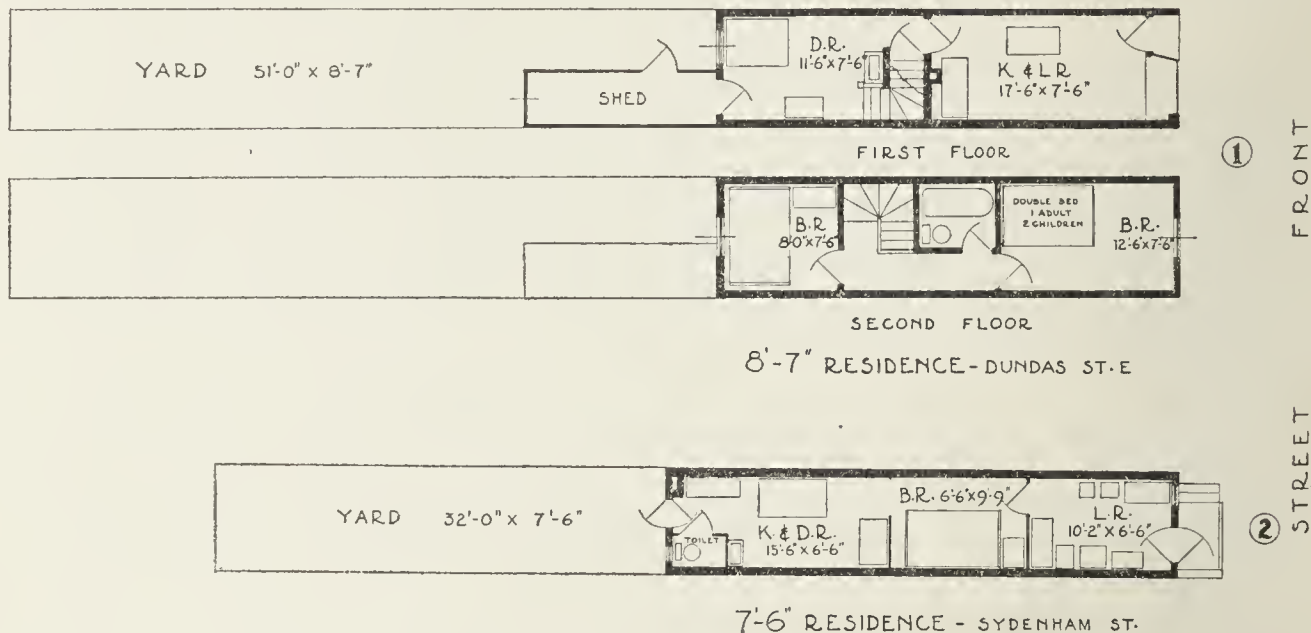 YARD 51'-0" x 8'-7"
SHED
D.R.
11'-6"x7'-6"
K & L R
17'-6"x7'-6"
FIRST FLOOR
1
FRONT
B.R.
8'-0"x7'-6"
DOUBLE BED
1 ADULT
2 CHILDREN
B.R.
12'-6"x7'-6"
SECOND FLOOR
8'-7" RESIDENCE - DUNDAS ST. E
YARD 32'-0" x 7'-6"
TOILET
K. & D.R.
15'-6"x6'-6"
B.R. 6'-6"x9'-9"
L.R.
10'-2"x6'-6"
2
STREET
7'-6" RESIDENCE - SYDENHAM ST.